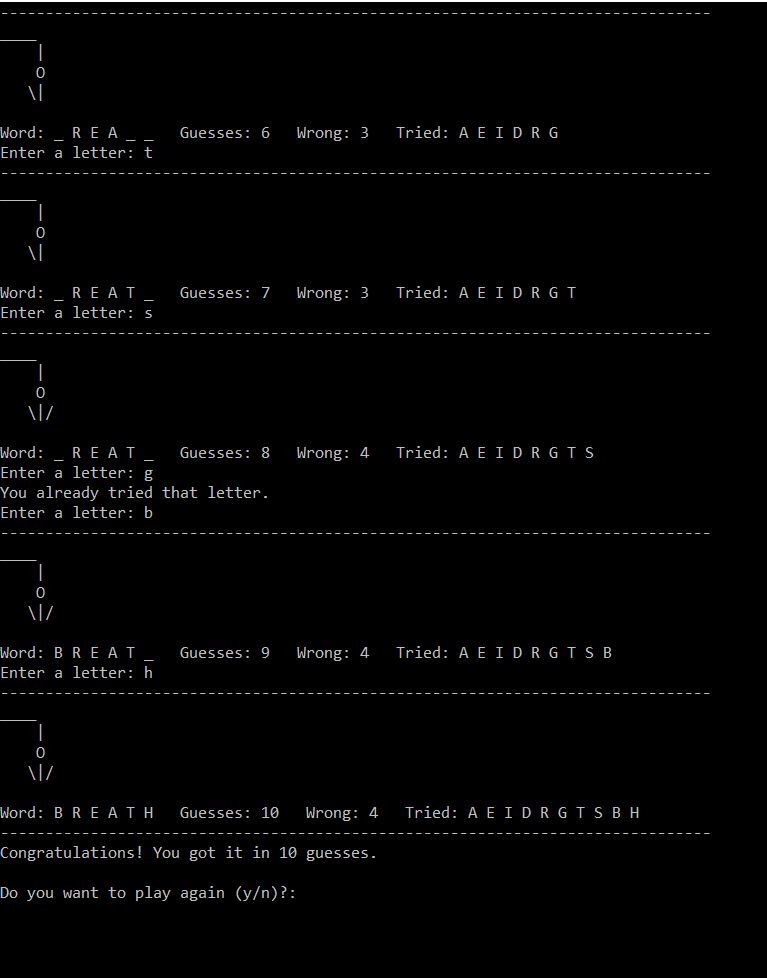 -------------------------------------------------------------------------------
____
    |
    O
   \|
Word: _ R E A _ _   Guesses: 6   Wrong: 3   Tried: A E I D R G
Enter a letter: t
-------------------------------------------------------------------------------
____
    |
    O
   \|
Word: _ R E A T _   Guesses: 7   Wrong: 3   Tried: A E I D R G T
Enter a letter: s
-------------------------------------------------------------------------------
____
    |
    O
   \|/
Word: _ R E A T _   Guesses: 8   Wrong: 4   Tried: A E I D R G T S
Enter a letter: g
You already tried that letter.
Enter a letter: b
-------------------------------------------------------------------------------
____
    |
    O
   \|/
Word: B R E A T _   Guesses: 9   Wrong: 4   Tried: A E I D R G T S B
Enter a letter: h
-------------------------------------------------------------------------------
____
    |
    O
   \|/
Word: B R E A T H   Guesses: 10   Wrong: 4   Tried: A E I D R G T S B H
-------------------------------------------------------------------------------
Congratulations! You got it in 10 guesses.
Do you want to play again (y/n)?: